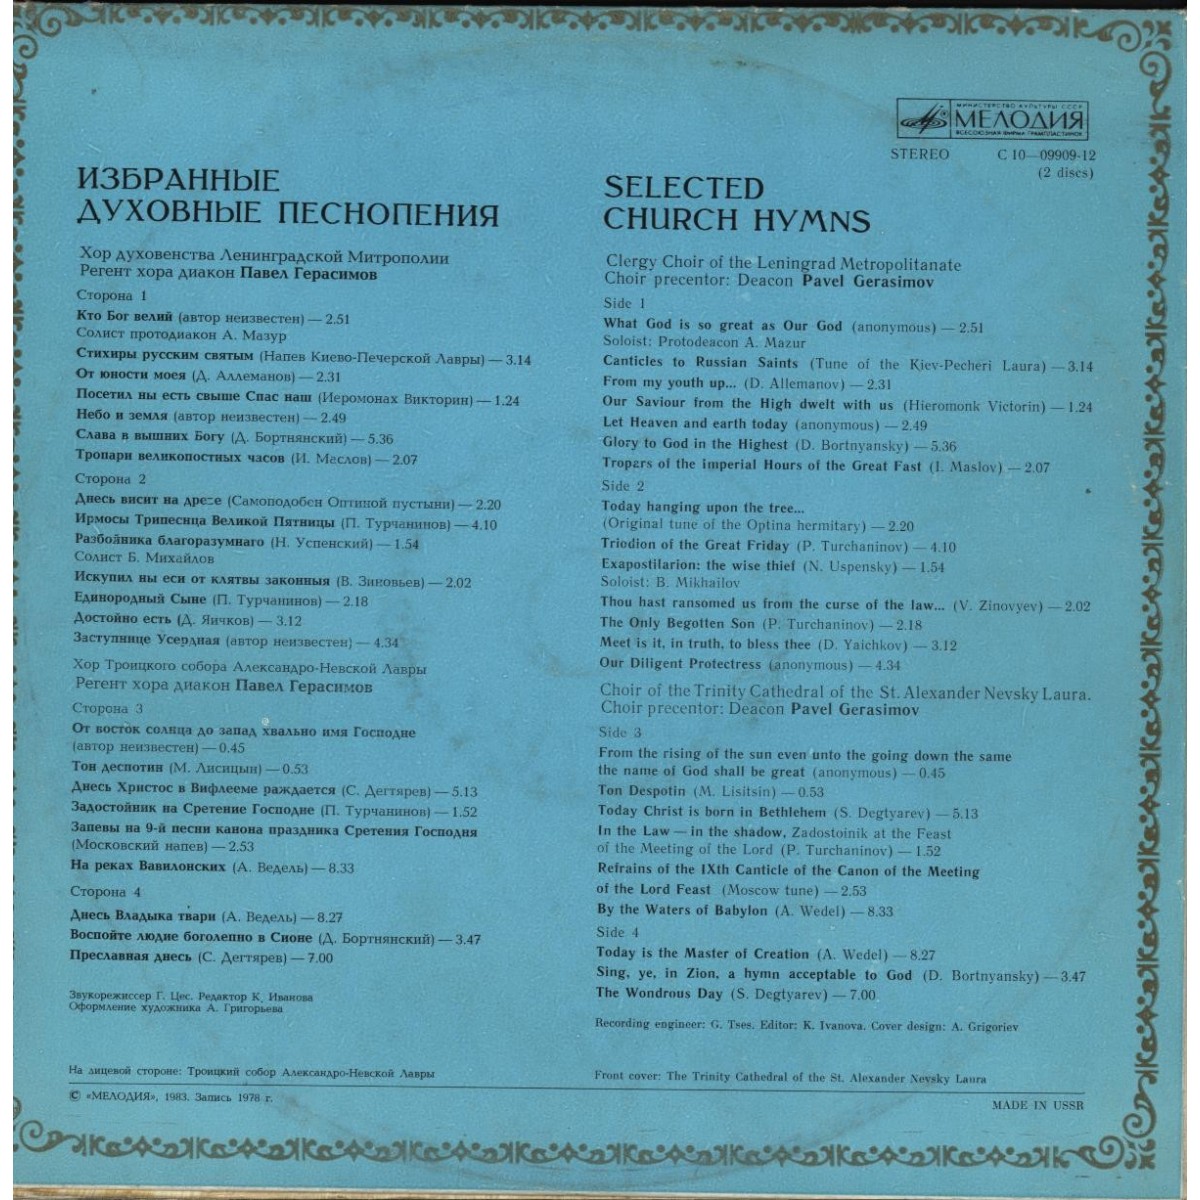 МИНИСТЕРСТВО КУЛЬТУРЫ СССР
МЕЛОДИЯ
ВСЕСОЮЗНАЯ ФИРМА ГРАМПЛАСТИНОК
STEREO С 10—09909-12
(2 discs)
ИЗБРАННЫЕ
ДУХОВНЫЕ ПЕСНОПЕНИЯ
Хор духовенства Ленинградской Митрополии
Регент хора диакон Павел Герасимов
Сторона 1
Кто Бог велий (автор неизвестен) — 2.51
Солист протодиакон А. Мазур
Стихиры русским святым (Напев Киево-Печерской Лавры) — 3.14
От юности моея (Д. Аллеманов) — 2.31
Посетил ны есть свыше Спас наш (Иеромонах Викторин) — 1.24
Небо и земля (автор неизвестен) — 2.49
Слава в вышних Богу (Д. Бортнянский) — 5.36
Тропари великопостных часов (И. Маслов) — 2.07
Сторона 2
Днесь висит на древе (Самоподобен Оптиной пустыни) — 2.20
Ирмосы Трипеснца Великой Пятницы (П. Турчанинов) — 4.10
Разбойника благоразумнаго (Н. Успенский) — 1.54
Солист Б. Михайлов
Искупил ны еси от клятвы законныя (В. Зиновьев) — 2.02
Единородный Сыне (П. Турчанинов) — 2.18
Достойно есть (Д. Яичков) — 3.12
Заступнице Усердная (автор неизвестен) — 4.34
Хор Троицкого собора Александро-Невской Лавры
Регент хора диакон Павел Герасимов
Сторона 3
От восток солнца до запад хвально имя Господне
(автор неизвестен) — 0.45
Тон деспотин (М. Лисицын) — 0.53
Днесь Христос в Вифлееме раждается (С. Дегтярев) — 5.13
Задостойник на Сретение Господне (П. Турчанинов) — 1.52
Запевы на 9-й песни канона праздника Сретения Господня
(Московский напев) — 2.53
На реках Вавилонских (А. Ведель) — 8.33
Сторона 4
Днесь Владыка твари (А. Ведель) — 8.27
Воспойте людие боголепно в Сионе (Д. Бортнянский) — 3.47
Преславная днесь (С. Дегтярев) — 7.00
Звукорежиссер Г. Цес. Редактор К. Иванова
Оформление художника А. Григорьева
На лицевой стороне: Троицкий собор Александро-Невской Лавры
© «МЕЛОДИЯ», 1983. Запись 1978 г.
SELECTED
CHURCH HYMNS
Clergy Choir of the Leningrad Metropolitanate
Choir precentor: Deacon Pavel Gerasimov
Side 1
What God is so great as Our God (anonymous) — 2.51
Soloist: Protodeacon A. Mazur
Canticles to Russian Saints (Tune of the Kiev-Pecheri Laura) — 3.14
From my youth up... (D. Allemanov) — 2.31
Our Saviour from the High dwelt with us (Hieromonk Victorin) — 1.24
Let Heaven and earth today (anonymous) — 2.49
Glory to God in the Highest (D. Bortnyansky) — 5.36
Tropers of the imperial Hours of the Great Fast (I. Maslov) — 2.07
Side 2
Today hanging upon the tree...
(Original tune of the Optina hermitary) — 2.20
Triodion of the Great Friday (P. Turchaninov) — 4.10
Exapostilarion: the wise thief (N. Uspensky) — 1.54
Soloist: B. Mikhailov
Thou hast ransomed us from the curse of the law... (V. Zinovyev) — 2.02
The Only Begotten Son (P. Turchaninov) — 2.18
Meet is it, in truth, to bless thee (D. Yaichkov) — 3.12
Our Diligent Protectress (anonymous) — 4.34
Choir of the Trinity Cathedral of the St. Alexander Nevsky Laura.
Choir precentor: Deacon Pavel Gerasimov
Side 3
From the rising of the sun even unto the going down the same
the name of God shall be great (anonymous) — 0.45
Ton Despotin (M. Lisitsin) — 0.53
Today Christ is born in Bethlehem (S. Degtyarev) — 5.13
In the Law — in the shadow, Zadostoinik at the Feast
of the Meeting of the Lord (P. Turchaninov) — 1.52
Refrains of the IXth Canticle of the Canon of the Meeting
of the Lord Feast (Moscow tune) — 2.53
By the Waters of Babylon (A. Wedel) — 8.33
Side 4
Today is the Master of Creation (A. Wedel) — 8.27
Sing, ye, in Zion, a hymn acceptable to God (D. Bortnyansky) — 3.47
The Wondrous Day (S. Degtyarev) — 7.00
Recording engineer: G. Tses. Editor: K. Ivanova. Cover design: A. Grigoriev
Front cover: The Trinity Cathedral of the St. Alexander Nevsky Laura
MADE IN USSR